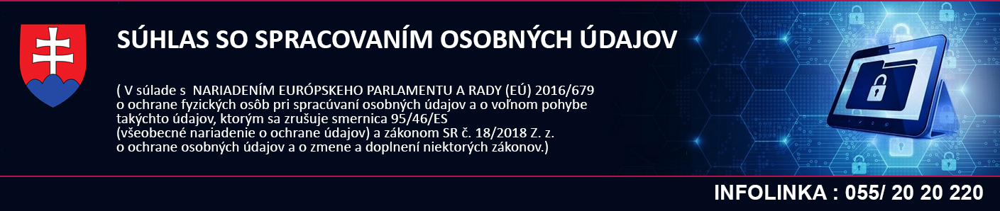 SÚHLAS SO SPRACOVANÍM OSOBNÝCH ÚDAJOV
( V súlade s NARIADENÍM EURÓPSKEHO PARLAMENTU A RADY (EÚ) 2016/679
o ochrane fyzických osôb pri spracúvaní osobných údajov a o voľnom pohybe
takýchto údajov, ktorým sa zrušuje smernica 95/46/ES
(všeobecné nariadenie o ochrane údajov) a zákonom SR č. 18/2018 Z. z.
o ochrane osobných údajov a o zmene a doplnení niektorých zákonov.)
INFOLINKA : 055/ 20 20 220